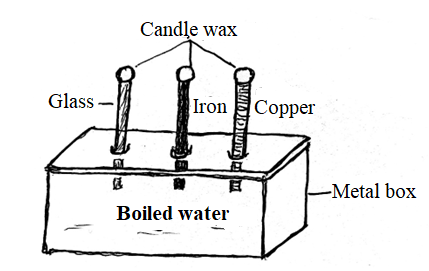 Candle wax
Glass
Iron
Copper
Metal box
Boiled water